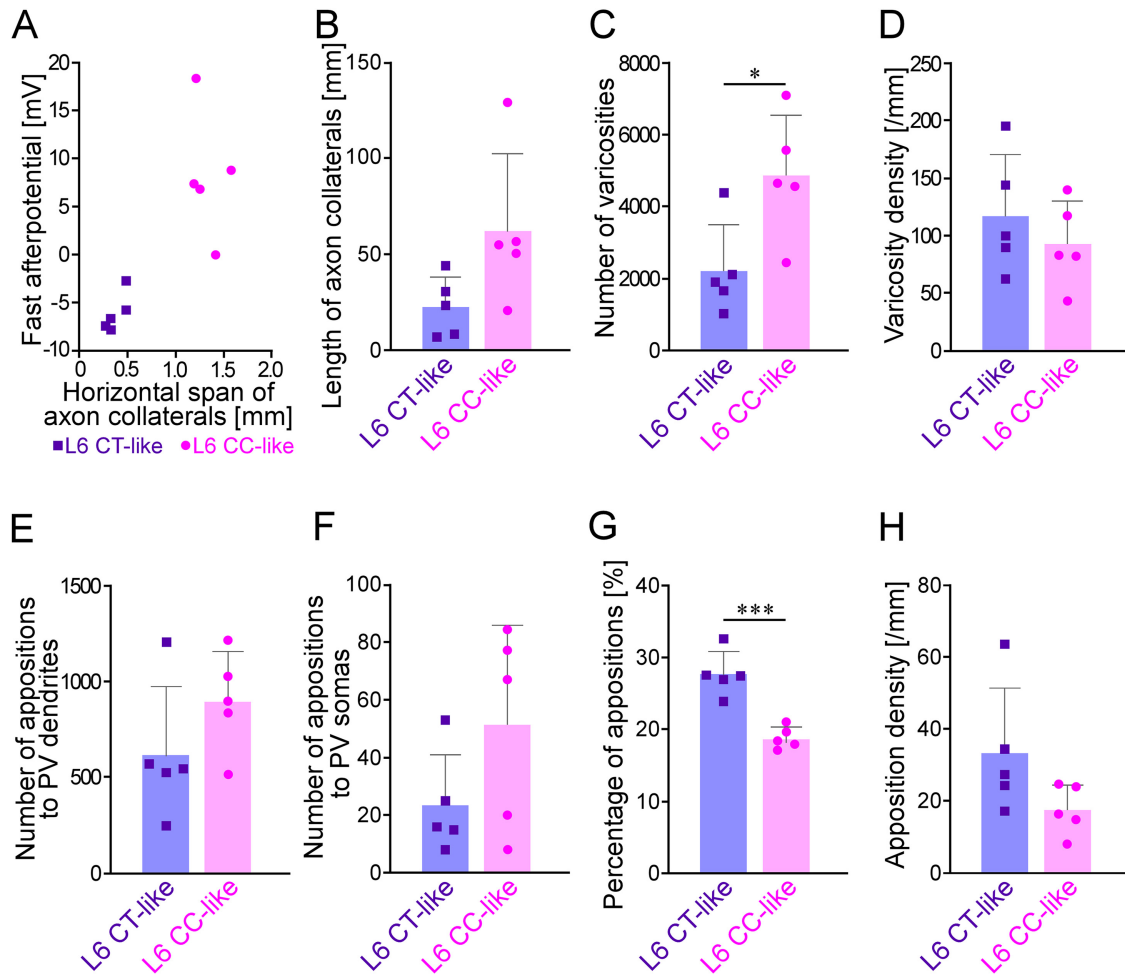 A
Fast afterpotential [mV]
20
15
10
5
0
−5
−10
0
0.5
1.0
1.5
2.0
Horizontal span of
axon collaterals [mm]
L6 CT-like
L6 CC-like
B
Length of axon collaterals [mm]
150
100
50
0
L6 CT-like
L6 CC-like
C
Number of varicosities
8000
6000
4000
2000
0
*
L6 CT-like
L6 CC-like
D
Varicosity density [/mm]
250
200
150
100
50
0
L6 CT-like
L6 CC-like
E
Number of appositions
to PV dendrites
1500
1000
500
0
L6 CT-like
L6 CC-like
F
Number of appositions
to PV somas
100
80
60
40
20
0
L6 CT-like
L6 CC-like
G
Percentage of appositions [%]
40
30
20
10
0
***
L6 CT-like
L6 CC-like
H
Apposition density [/mm]
80
60
40
20
0
L6 CT-like
L6 CC-like